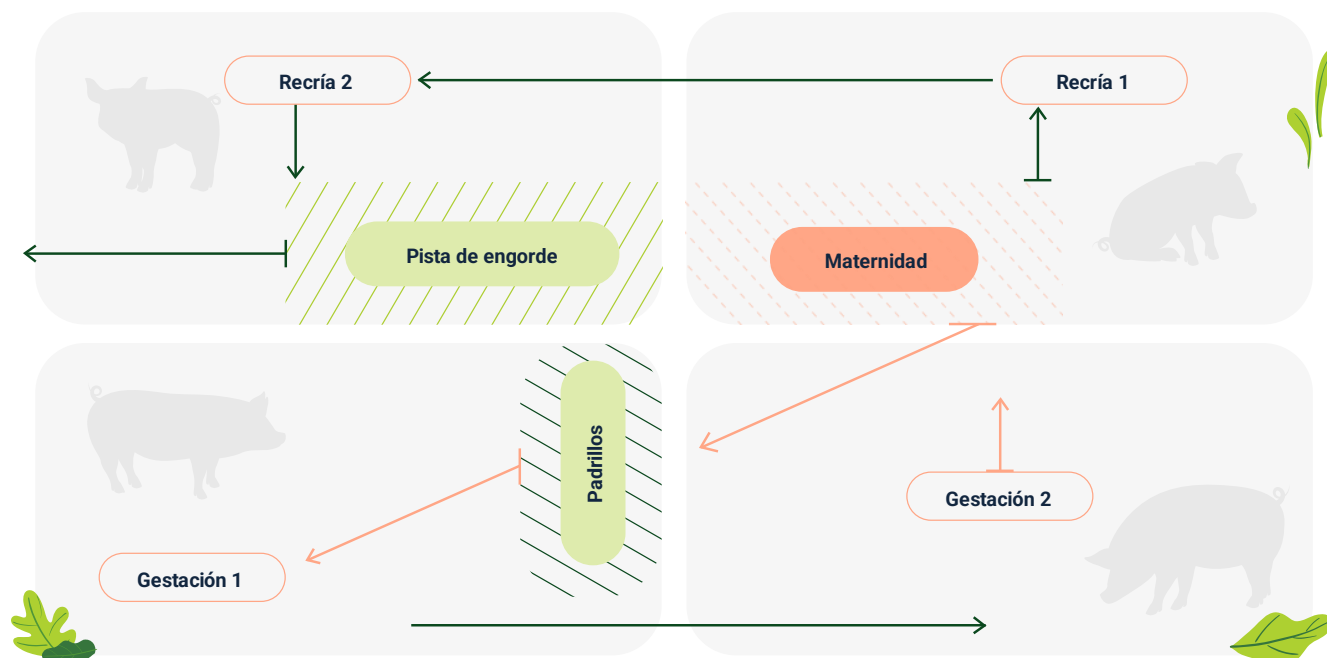 Recría 2
Recría 1
Pista de engorde
Maternidad
Padrillos
Gestación 2
Gestación 1